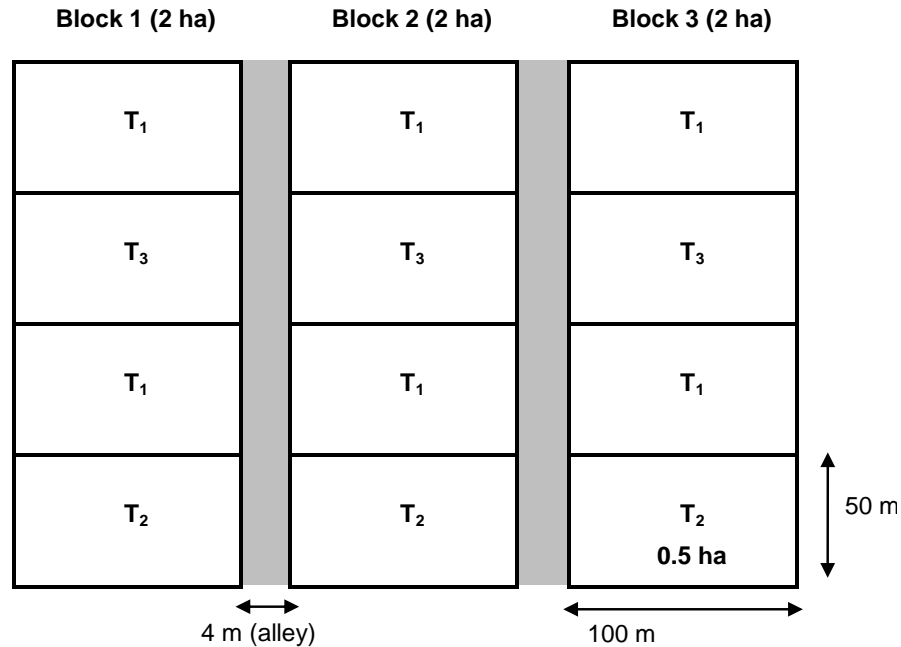 Block 1 (2 ha) Block 2 (2 ha) Block 3 (2 ha)
T₁ T₁ T₁
T₃ T₃ T₃
T₁ T₁ T₁
T₂ T₂ T₂
50 m
0.5 ha
4 m (alley) 100 m